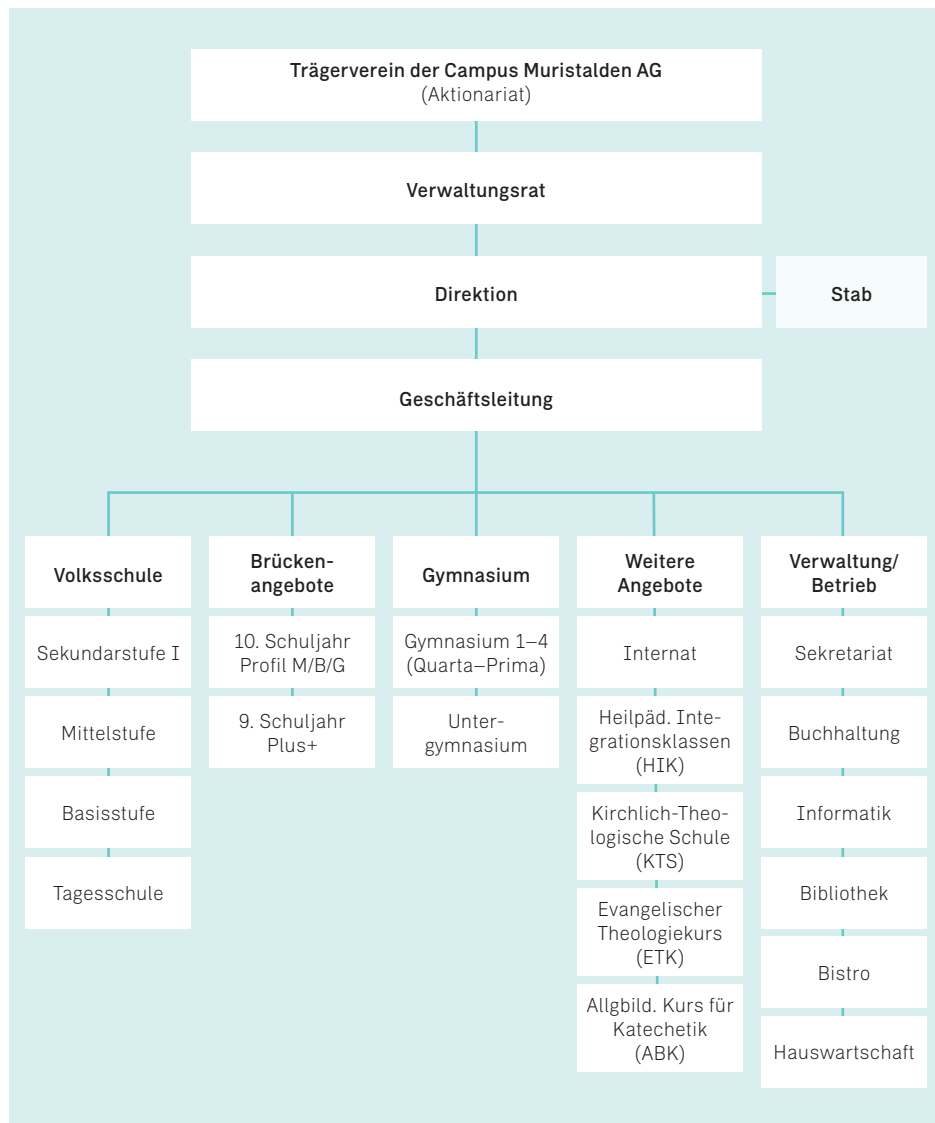 Trägerverein der Campus Muristalden AG
(Aktionariat)
Verwaltungsrat
Direktion
Stab
Geschäftsleitung
Volksschule
Sekundarstufe I
Mittelstufe
Basisstufe
Tagesschule
Brücken-
angebote
10. Schuljahr
Profil M/B/G
9. Schuljahr
Plus+
Gymnasium
Gymnasium 1–4
(Quarta–Prima)
Unter-
gymnasium
Weitere
Angebote
Internat
Heilpäd. Inte-
grationsklassen
(HIK)
Kirchlich-Theo-
logische Schule
(KTS)
Evangelischer
Theologiekurs
(ETK)
Allgbild. Kurs für
Katechetik
(ABK)
Verwaltung/
Betrieb
Sekretariat
Buchhaltung
Informatik
Bibliothek
Bistro
Hauswartschaft